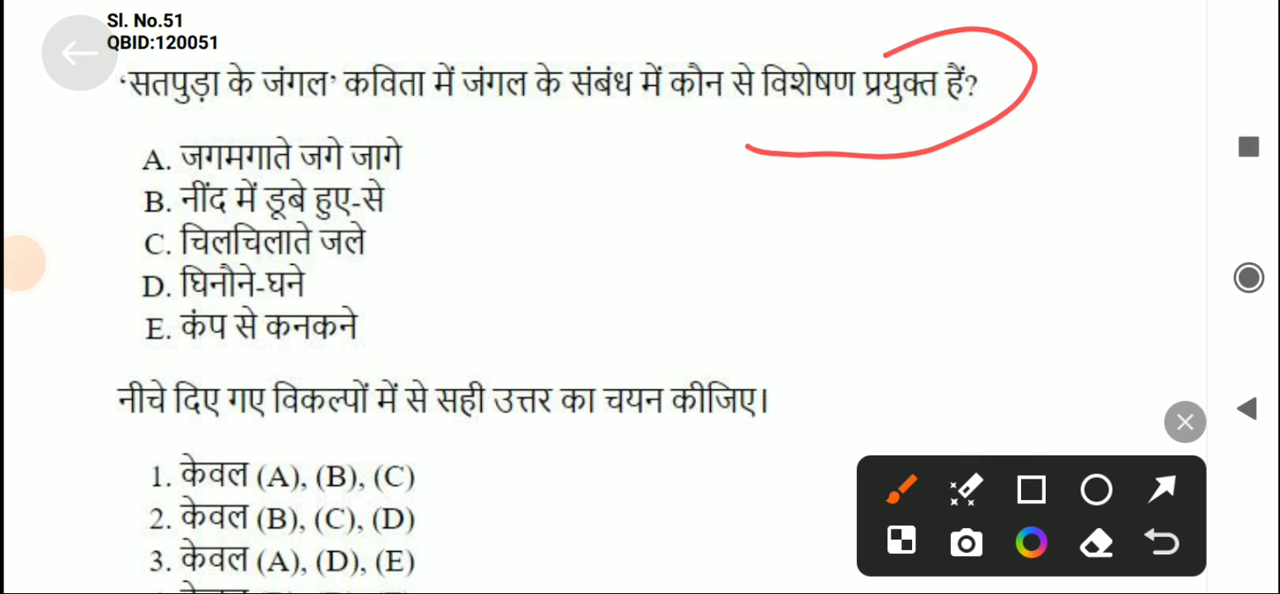 Sl. No.51
QBID:120051
‘सतपुड़ा के जंगल’ कविता में जंगल के संबंध में कौन से विशेषण प्रयुक्त हैं?
A. जगमगाते जगे जागे
B. नींद में डूबे हुए-से
C. चिलचिलाते जले
D. घिनौने-घने
E. कंप से कनकने
नीचे दिए गए विकल्पों में से सही उत्तर का चयन कीजिए।
1. केवल (A), (B), (C)
2. केवल (B), (C), (D)
3. केवल (A), (D), (E)